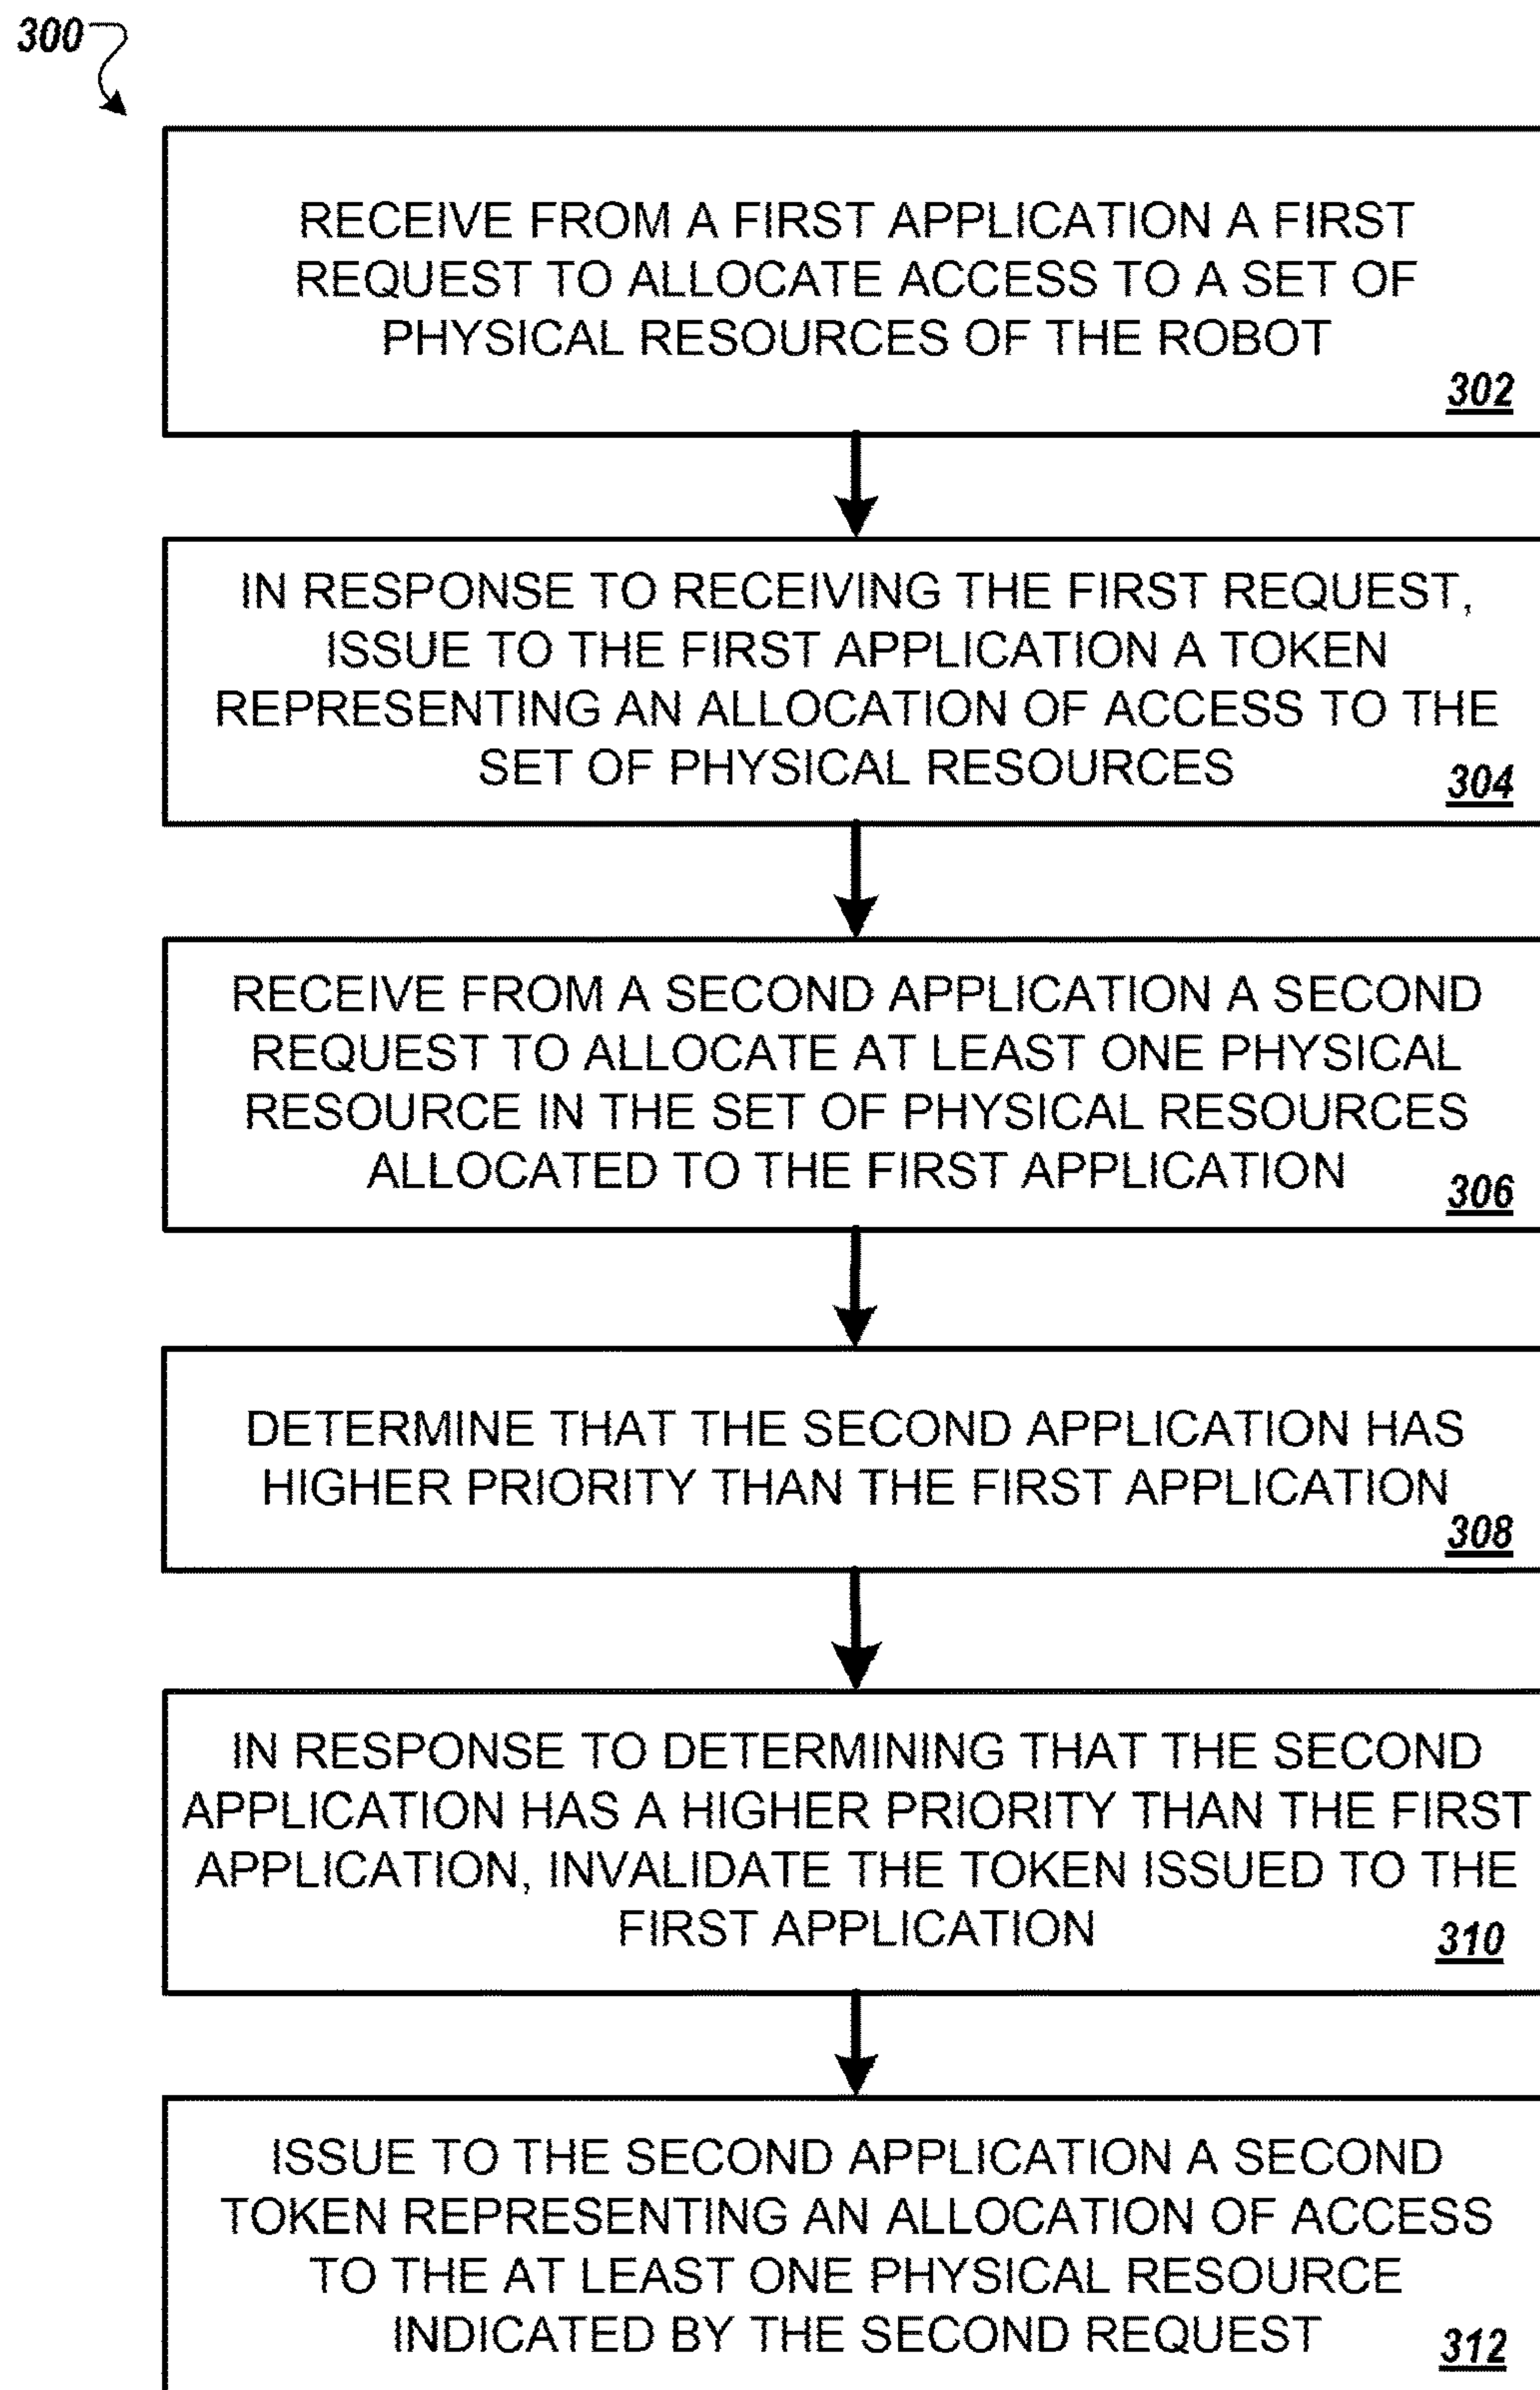 300
RECEIVE FROM A FIRST APPLICATION A FIRST
REQUEST TO ALLOCATE ACCESS TO A SET OF
PHYSICAL RESOURCES OF THE ROBOT
302
IN RESPONSE TO RECEIVING THE FIRST REQUEST,
ISSUE TO THE FIRST APPLICATION A TOKEN
REPRESENTING AN ALLOCATION OF ACCESS TO THE
SET OF PHYSICAL RESOURCES
304
RECEIVE FROM A SECOND APPLICATION A SECOND
REQUEST TO ALLOCATE AT LEAST ONE PHYSICAL
RESOURCE IN THE SET OF PHYSICAL RESOURCES
ALLOCATED TO THE FIRST APPLICATION
306
DETERMINE THAT THE SECOND APPLICATION HAS
HIGHER PRIORITY THAN THE FIRST APPLICATION
308
IN RESPONSE TO DETERMINING THAT THE SECOND
APPLICATION HAS A HIGHER PRIORITY THAN THE FIRST
APPLICATION, INVALIDATE THE TOKEN ISSUED TO THE
FIRST APPLICATION
310
ISSUE TO THE SECOND APPLICATION A SECOND
TOKEN REPRESENTING AN ALLOCATION OF ACCESS
TO THE AT LEAST ONE PHYSICAL RESOURCE
INDICATED BY THE SECOND REQUEST
312